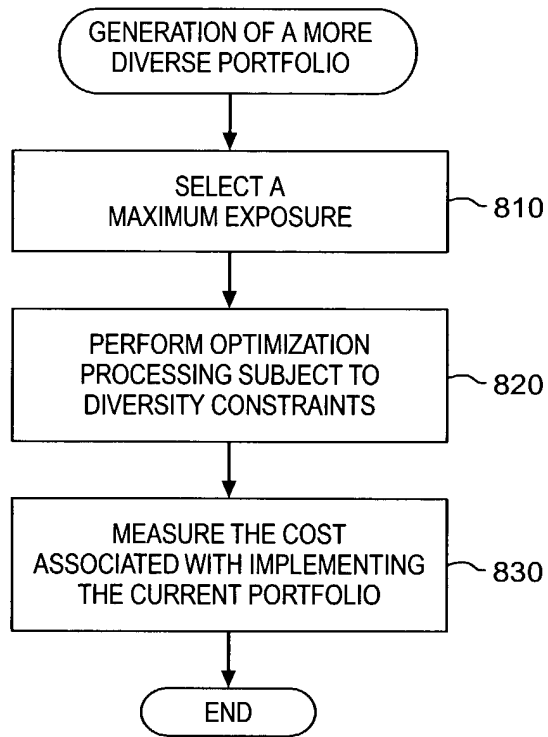 GENERATION OF A MORE
DIVERSE PORTFOLIO
SELECT A
MAXIMUM EXPOSURE
810
PERFORM OPTIMIZATION
PROCESSING SUBJECT TO
DIVERSITY CONSTRAINTS
820
MEASURE THE COST
ASSOCIATED WITH IMPLEMENTING
THE CURRENT PORTFOLIO
830
END